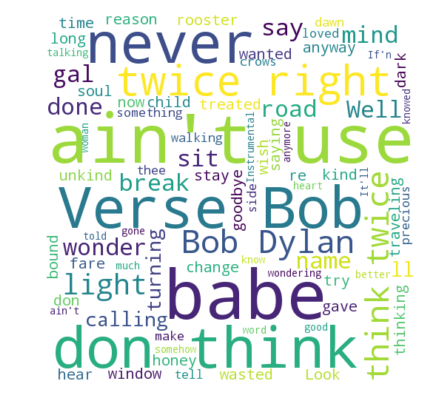 time reason rooster say dawn loved If'n
long never wanted anyway mind
talking crows dark
gal soul twice right knowed
done now child treated road Well
something
ain't use
woman walking saying anymore
unkind thee sit wish Instrumental
break stay goodbye side re kind It'll
Verse Bob
heart precious
told gone wonder turning Bob Dylan name traveling
bound fare much change know wondering ll
light try think twice better
don calling gave thinking
ain't babe
don think
make word good
somehow honey
hear window tell wasted Look